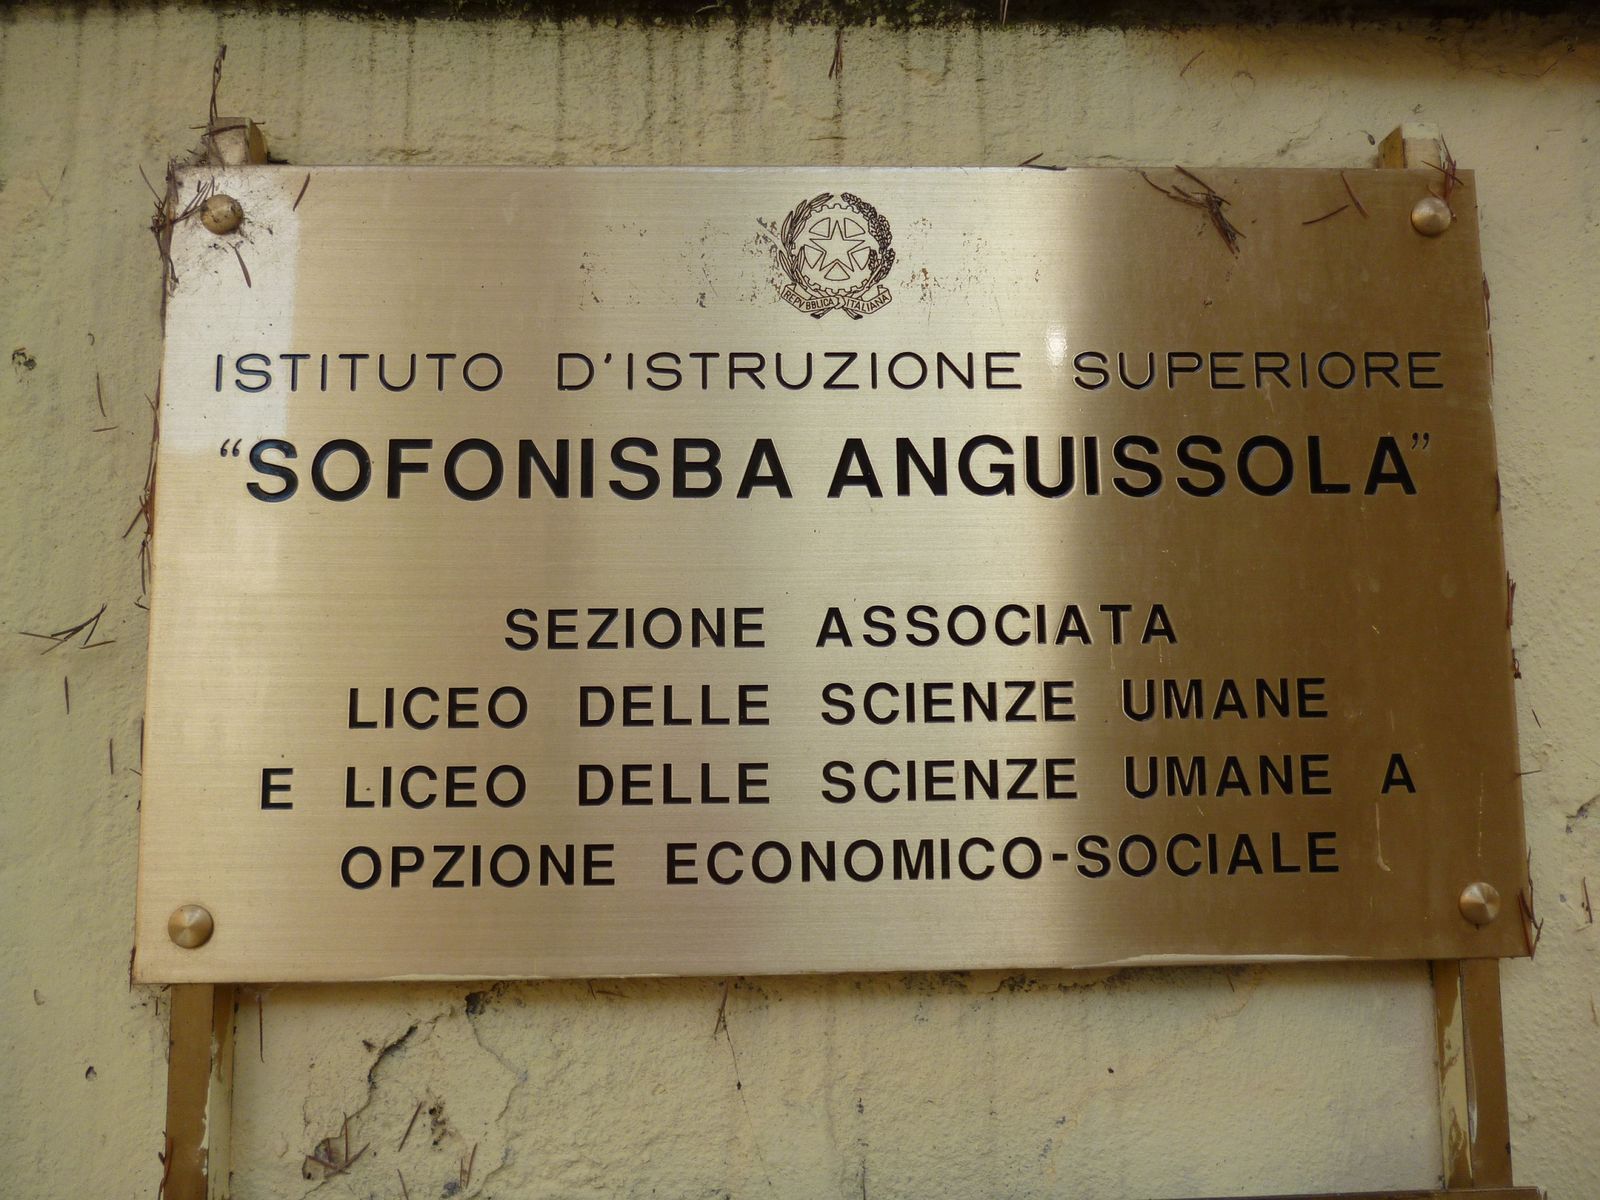 REPVBBLICA ITALIANA
ISTITUTO D'ISTRUZIONE SUPERIORE
“SOFONISBA ANGUISSOLA”
SEZIONE ASSOCIATA
LICEO DELLE SCIENZE UMANE
E LICEO DELLE SCIENZE UMANE A
OPZIONE ECONOMICO-SOCIALE